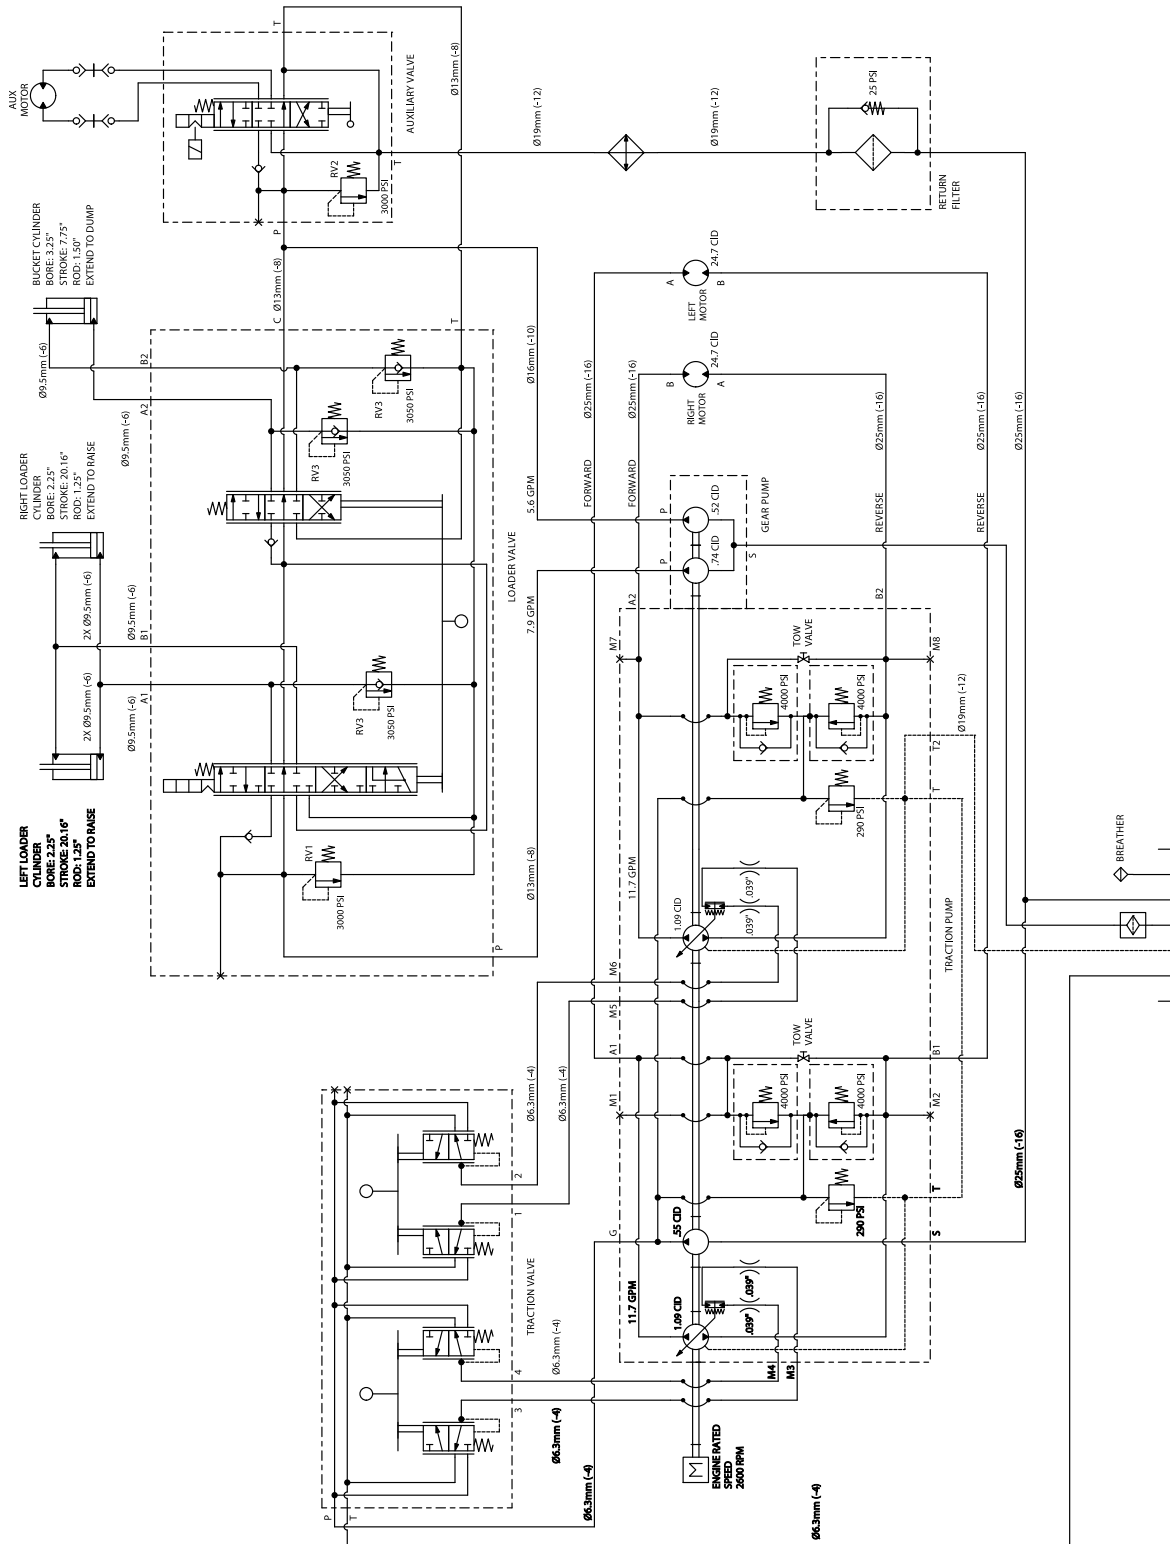 AUX
MOTOR
AUXILIARY VALVE
T
Ø13mm (-8)
RV2
3000 PSI
T
P
BUCKET CYLINDER
BORE: 3.25"
STROKE: 7.75"
ROD: 1.50"
EXTEND TO DUMP
Ø9.5mm (-6)
Ø9.5mm (-6)
A2
B2
C
Ø13mm (-8)
T
RIGHT LOADER
CYLINDER
BORE: 2.25"
STROKE: 20.16"
ROD: 1.25"
EXTEND TO RAISE
LEFT LOADER
CYLINDER
BORE: 2.25"
STROKE: 20.16"
ROD: 1.25"
EXTEND TO RAISE
2X Ø9.5mm (-6)
2X Ø9.5mm (-6)
Ø9.5mm (-6)
Ø9.5mm (-6)
A1
B1
RV3
3050 PSI
RV3
3050 PSI
RV3
3050 PSI
RV1
3000 PSI
LOADER VALVE
P
Ø19mm (-12)
Ø19mm (-12)
25 PSI
RETURN
FILTER
Ø16mm (-10)
5.6 GPM
7.9 GPM
Ø13mm (-8)
LEFT
MOTOR
24.7 CID
A
B
RIGHT
MOTOR
24.7 CID
B
A
Ø25mm (-16)
Ø25mm (-16)
FORWARD
FORWARD
Ø25mm (-16)
Ø25mm (-16)
Ø25mm (-16)
REVERSE
REVERSE
GEAR PUMP
P
P
.52 CID
.74 CID
S
A2
B2
M7
M8
TOW
VALVE
4000 PSI
4000 PSI
290 PSI
T2
T
Ø19mm (-12)
11.7 GPM
1.09 CID
.039"
.039"
M6
M5
TRACTION PUMP
BREATHER
A1
B1
TOW
VALVE
M1
M2
4000 PSI
4000 PSI
290 PSI
T
Ø25mm (-16)
G
.55 CID
S
11.7 GPM
1.09 CID
.039"
.039"
M4
M3
ENGINE RATED
SPEED
2600 RPM
M
Ø6.3mm (-4)
Ø6.3mm (-4)
2
1
4
3
TRACTION VALVE
Ø6.3mm (-4)
Ø6.3mm (-4)
Ø6.3mm (-4)
Ø6.3mm (-4)
P
T